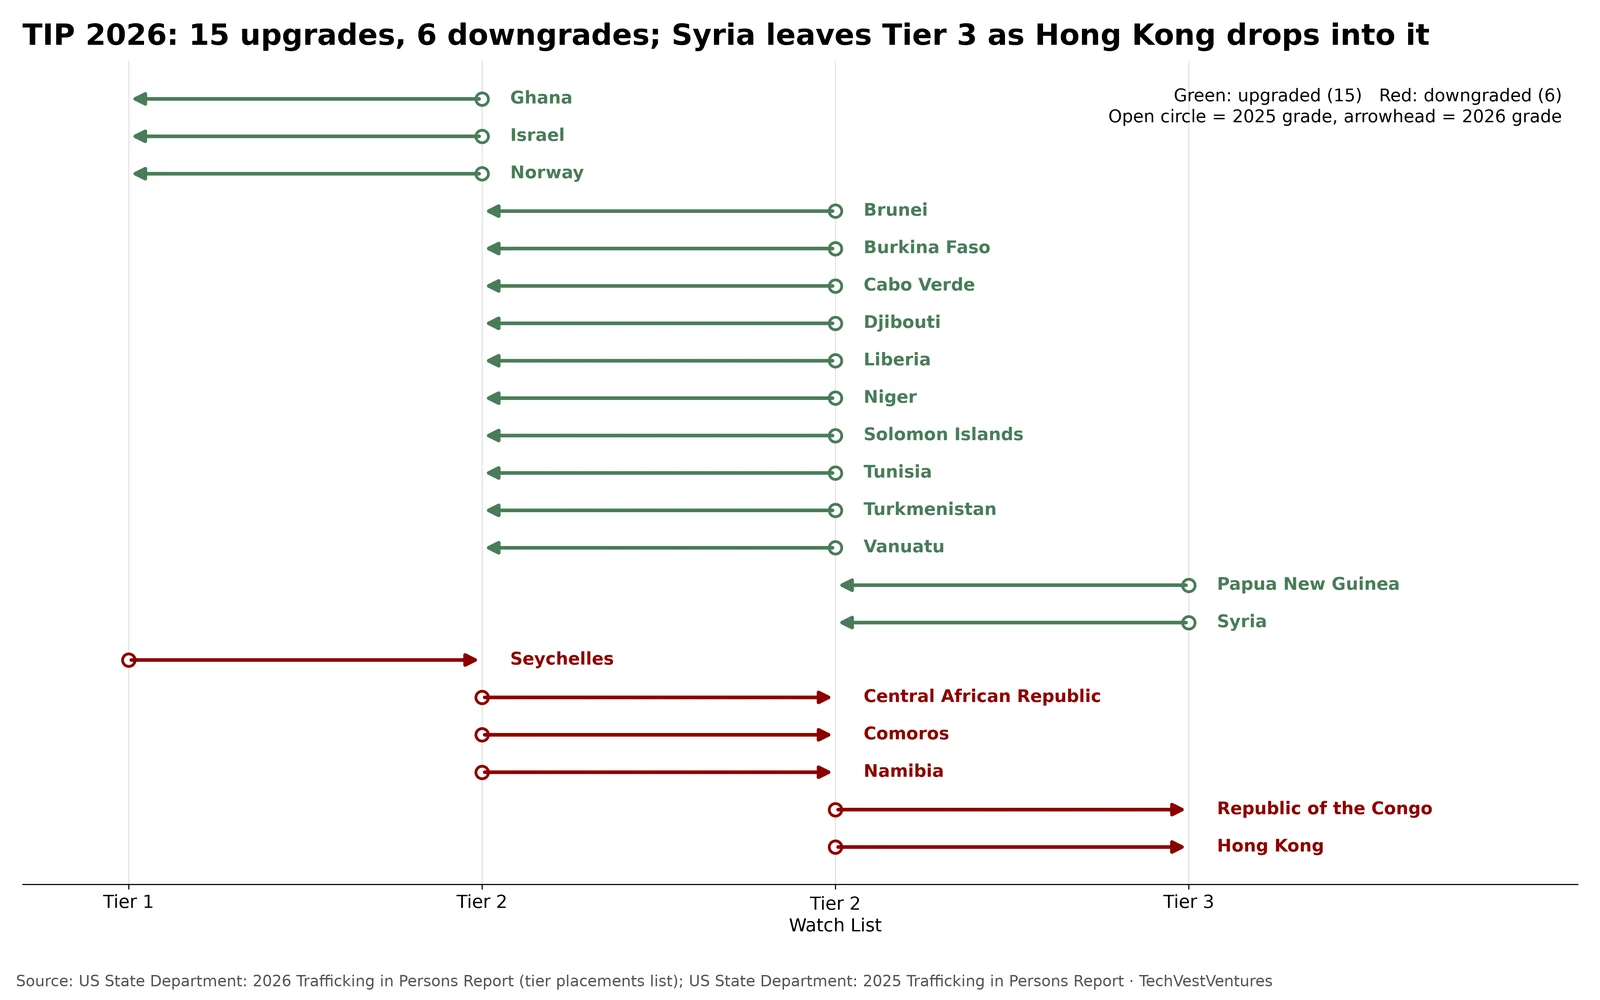 TIP 2026: 15 upgrades, 6 downgrades; Syria leaves Tier 3 as Hong Kong drops into it
Green: upgraded (15)   Red: downgraded (6)
Open circle = 2025 grade, arrowhead = 2026 grade
Ghana
Israel
Norway
Brunei
Burkina Faso
Cabo Verde
Djibouti
Liberia
Niger
Solomon Islands
Tunisia
Turkmenistan
Vanuatu
Papua New Guinea
Syria
Seychelles
Central African Republic
Comoros
Namibia
Republic of the Congo
Hong Kong
Tier 1
Tier 2
Tier 2
Watch List
Tier 3
Source: US State Department: 2026 Trafficking in Persons Report (tier placements list); US State Department: 2025 Trafficking in Persons Report · TechVestVentures